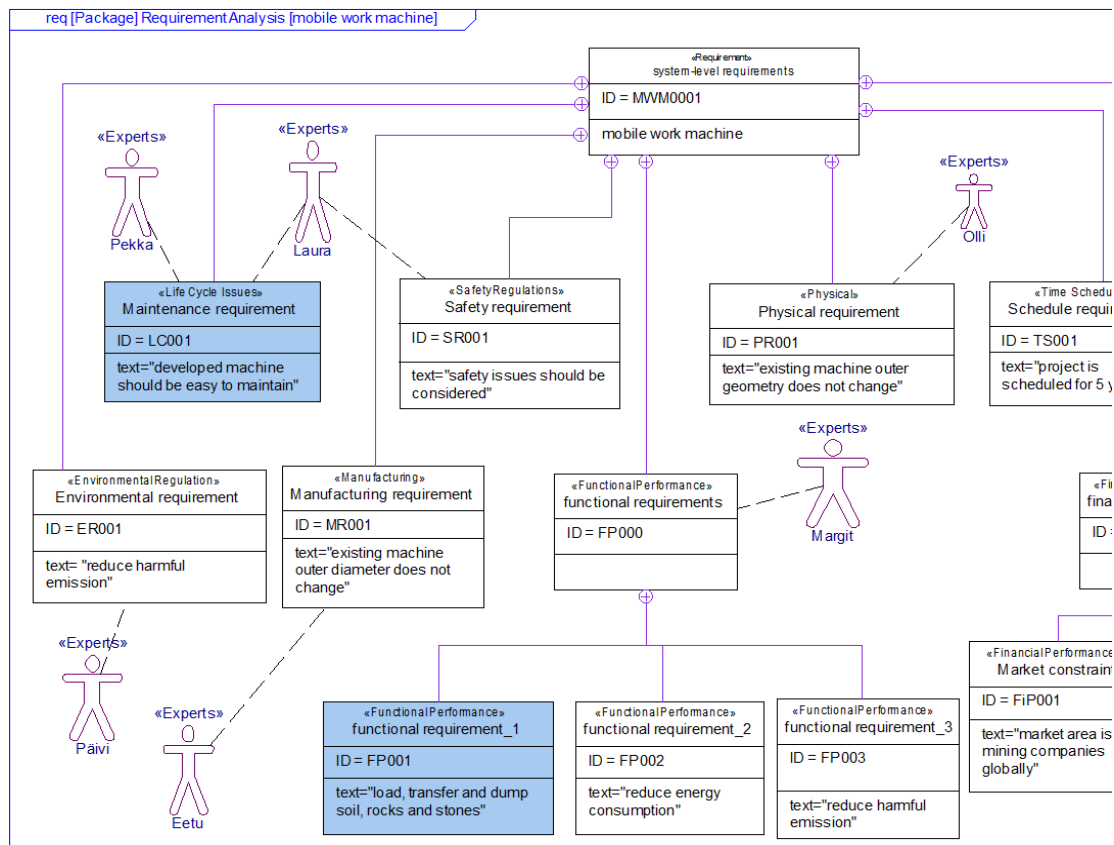 req [Package] Requirement Analysis [mobile work machine]
«Requirement»
system-level requirements
ID = MWM0001
mobile work machine
«Experts»
Pekka
«Experts»
Laura
«Experts»
Olli
«Life Cycle Issues»
Maintenance requirement
ID = LC001
text="developed machine
should be easy to maintain"
«SafetyRegulations»
Safety requirement
ID = SR001
text="safety issues should be
considered"
«Physical»
Physical requirement
ID = PR001
text="existing machine outer
geometry does not change"
«Time Schedu
Schedule requir
ID = TS001
text="project is
scheduled for 5 y
«EnvironmentalRegulation»
Environmental requirement
ID = ER001
text= "reduce harmful
emission"
«Manufacturing»
Manufacturing requirement
ID = MR001
text="existing machine
outer diameter does not
change"
«FunctionalPerformance»
functional requirements
ID = FP000
«Experts»
Margit
«Fi
finan
ID =
«Experts»
Päivi
«Experts»
Eetu
«FunctionalPerformance»
functional requirement_1
ID = FP001
text="load, transfer and dump
soil, rocks and stones"
«FunctionalPerformance»
functional requirement_2
ID = FP002
text="reduce energy
consumption"
«FunctionalPerformance»
functional requirement_3
ID = FP003
text="reduce harmful
emission"
«FinancialPerformance
Market constraint
ID = FiP001
text="market area is
mining companies
globally"